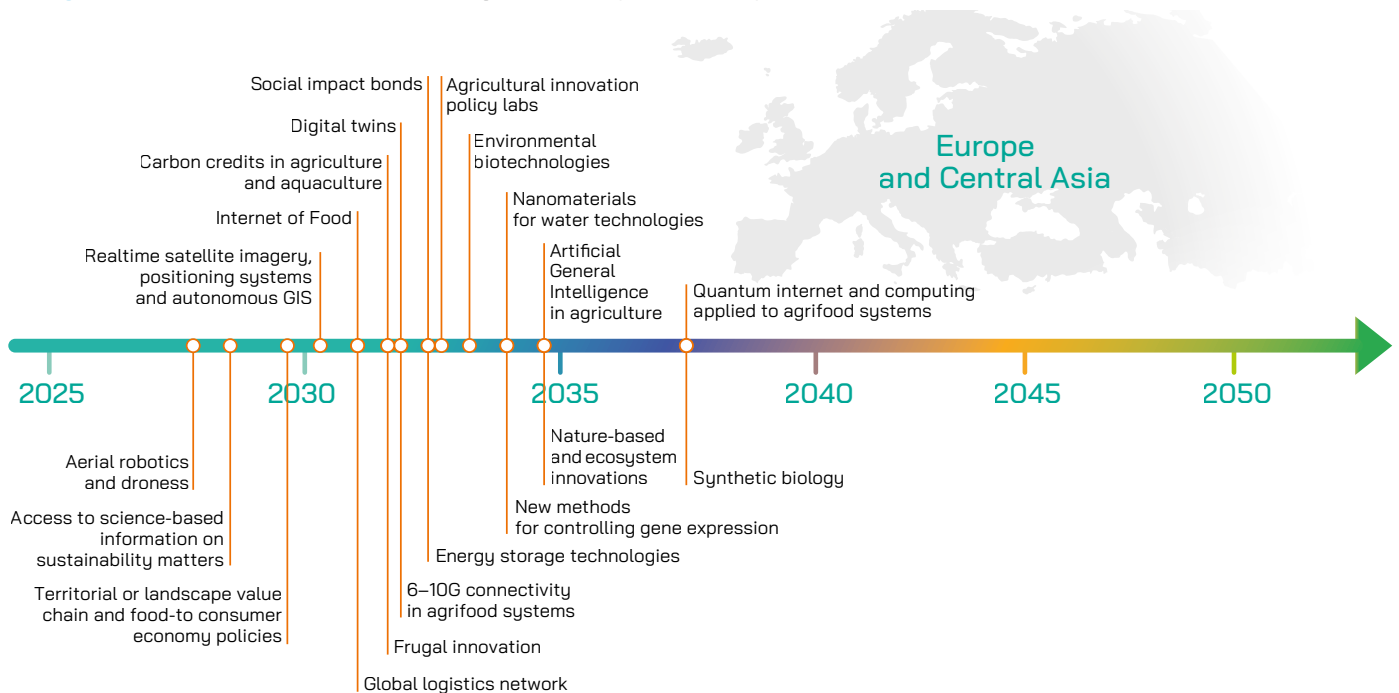 Social impact bonds
Agricultural innovation
policy labs
Digital twins
Environmental
biotechnologies
Carbon credits in agriculture
and aquaculture
Europe
and Central Asia
Internet of Food
Nanomaterials
for water technologies
Realtime satellite imagery,
positioning systems
and autonomous GIS
Artificial
General
Intelligence
in agriculture
Quantum internet and computing
applied to agrifood systems
2025
2030
2035
2040
2045
2050
Aerial robotics
and droness
Nature-based
and ecosystem
innovations
Synthetic biology
Access to science-based
information on
sustainability matters
New methods
for controlling gene expression
Energy storage technologies
Territorial or landscape value
chain and food-to consumer
economy policies
6–10G connectivity
in agrifood systems
Frugal innovation
Global logistics network